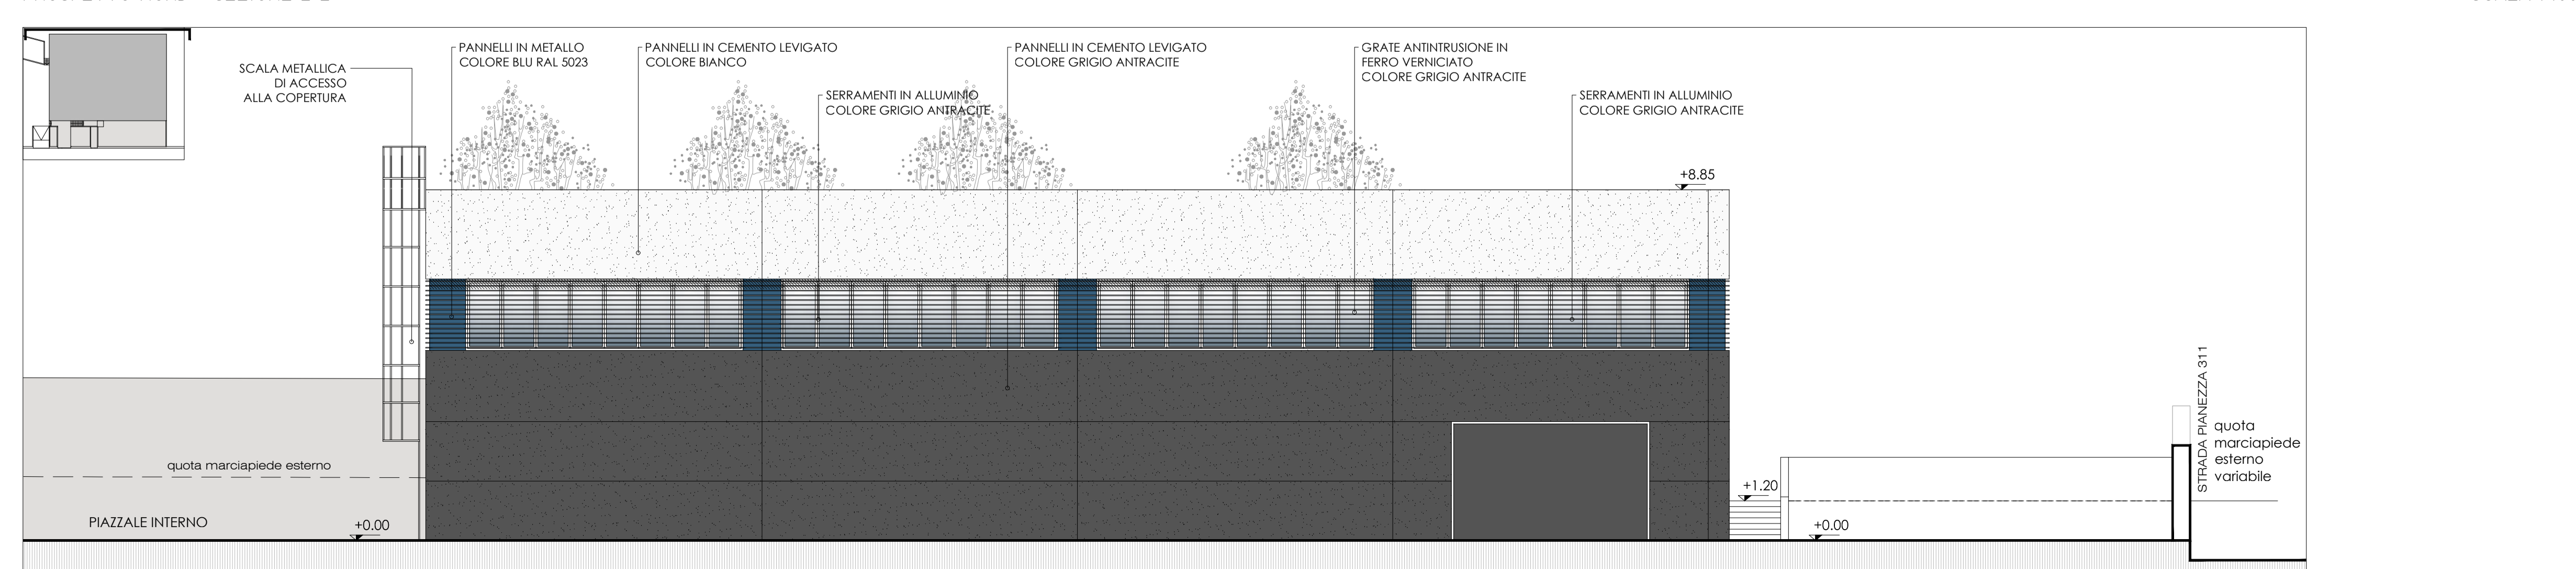 SCALA METALLICA
DI ACCESSO
ALLA COPERTURA
PANNELLI IN METALLO
COLORE BLU RAL 5023
PANNELLI IN CEMENTO LEVIGATO
COLORE BIANCO
SERRAMENTI IN ALLUMINIO
COLORE GRIGIO ANTRACITE
PANNELLI IN CEMENTO LEVIGATO
COLORE GRIGIO ANTRACITE
GRATE ANTINTRUSIONE IN
FERRO VERNICIATO
COLORE GRIGIO ANTRACITE
SERRAMENTI IN ALLUMINIO
COLORE GRIGIO ANTRACITE
+8.85
quota marciapiede esterno
PIAZZALE INTERNO
+0.00
+1.20
+0.00
STRADA PIANEZZA 311
quota
marciapiede
esterno
variabile